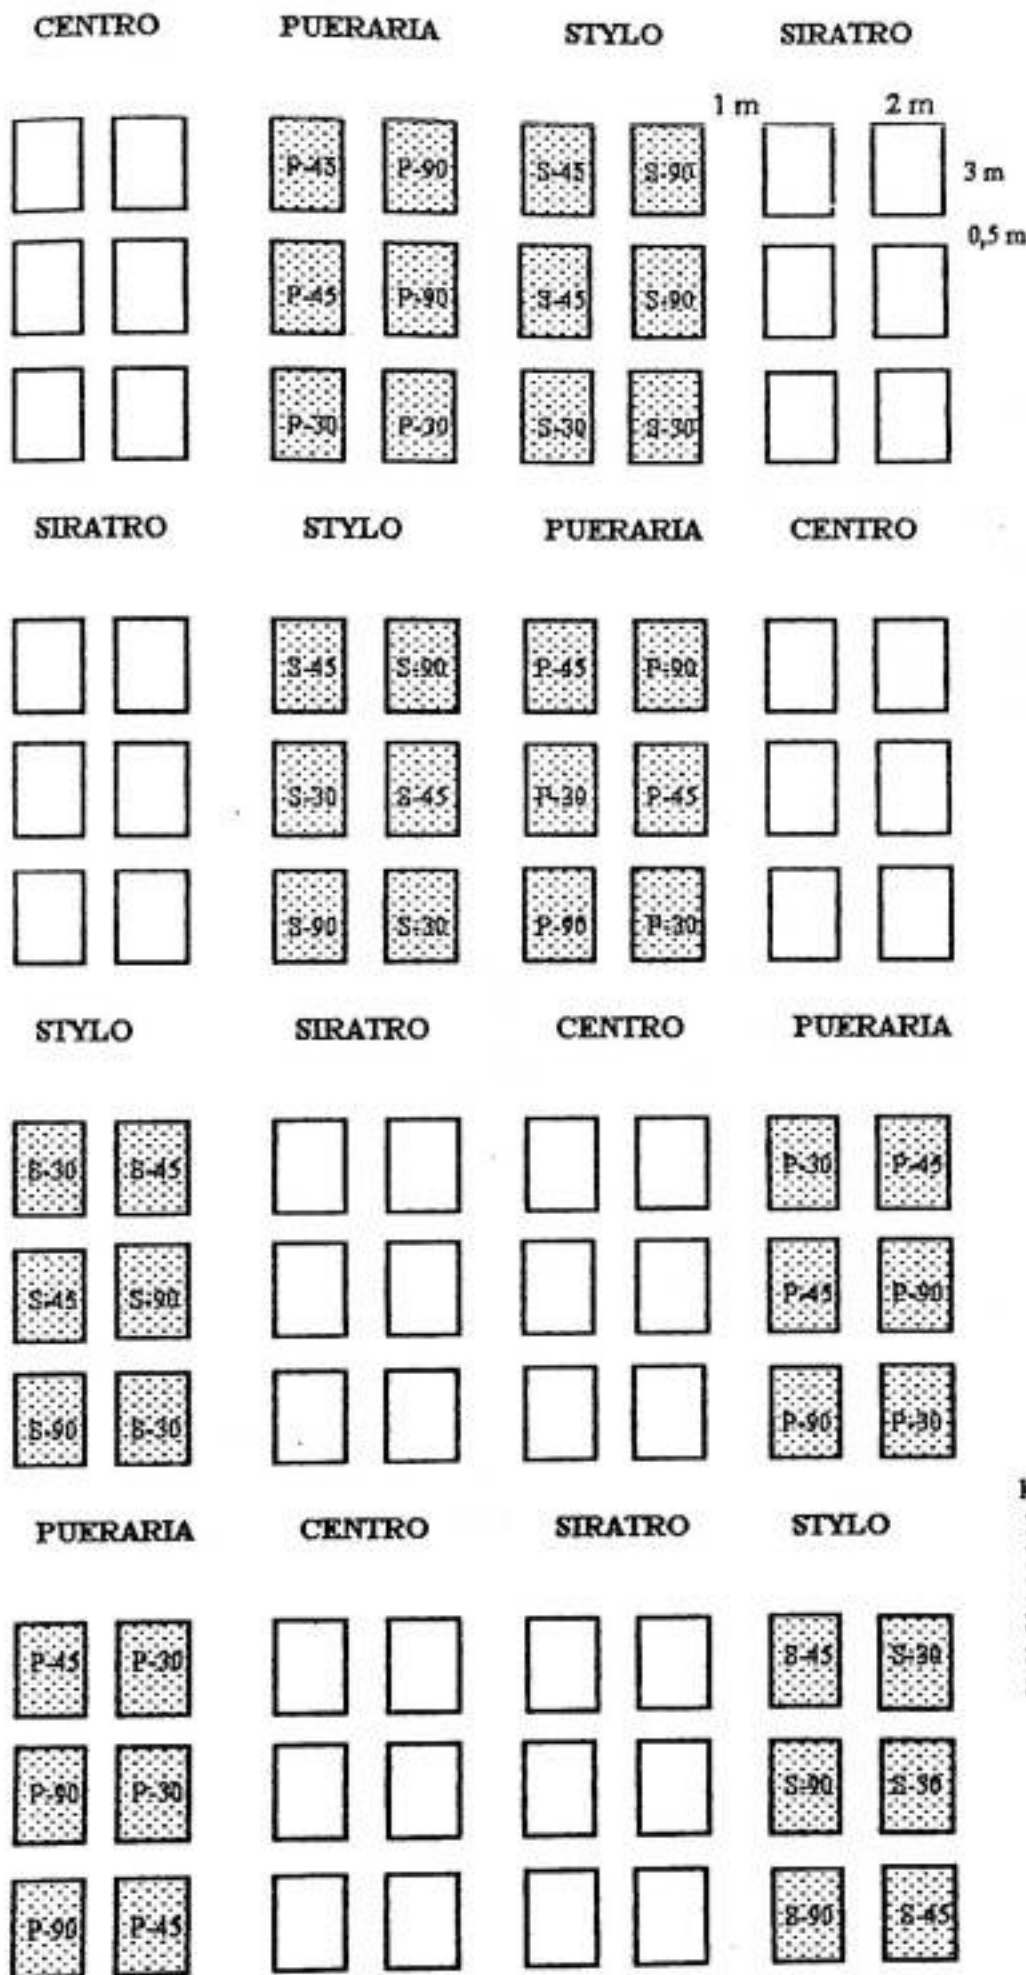 CENTRO PUERARIA STYLO SIRATRO
1 m 2 m
P-45 P-90 S-45 S-90 3 m
0,5 m
P-45 P-90 S-45 S-90
P-30 P-30 S-30 S-30
SIRATRO STYLO PUERARIA CENTRO
S-45 S-90 P-45 P-90
S-30 S-45 P-30 P-45
S-90 S-30 P-90 P-30
STYLO SIRATRO CENTRO PUERARIA
S-30 S-45 P-30 P-45
S-45 S-90 P-45 P-90
S-90 S-30 P-90 P-30
PUERARIA CENTRO SIRATRO STYLO
P-45 P-30 S-45 S-30
P-90 P-30 S-90 S-30
P-90 P-45 S-90 S-45